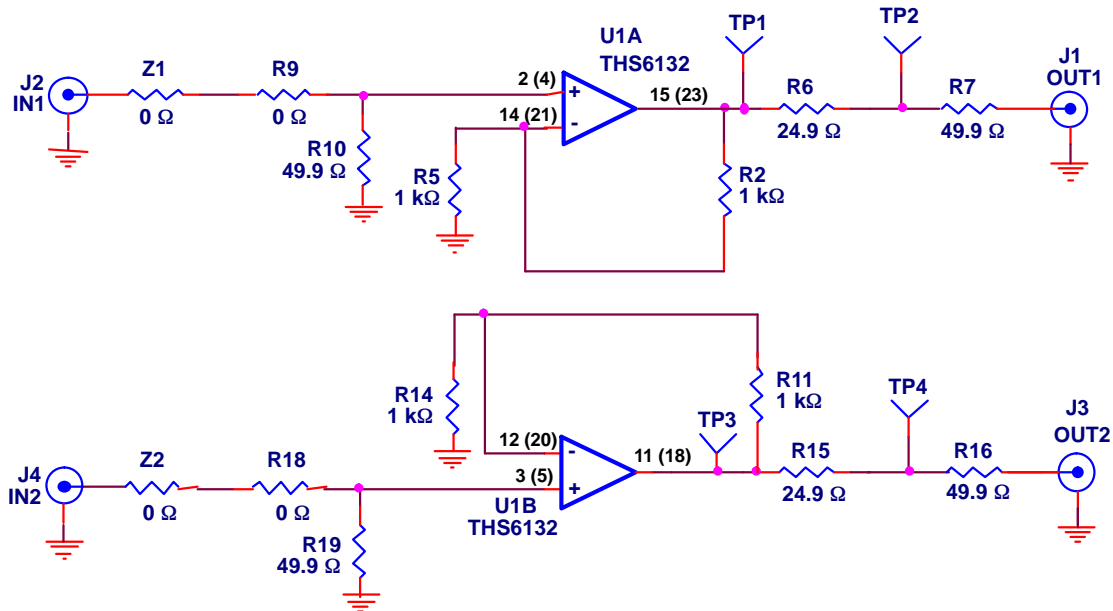 U1A
THS6132
TP1
TP2
J1
OUT1
J2
IN1
Z1
0 Ω
R9
0 Ω
R10
49.9 Ω
2 (4)
+
14 (21)
-
15 (23)
R5
1 kΩ
R2
1 kΩ
R6
24.9 Ω
R7
49.9 Ω
R14
1 kΩ
R11
1 kΩ
TP3
TP4
J3
OUT2
12 (20)
-
3 (5)
+
11 (18)
U1B
THS6132
J4
IN2
Z2
0 Ω
R18
0 Ω
R19
49.9 Ω
R15
24.9 Ω
R16
49.9 Ω